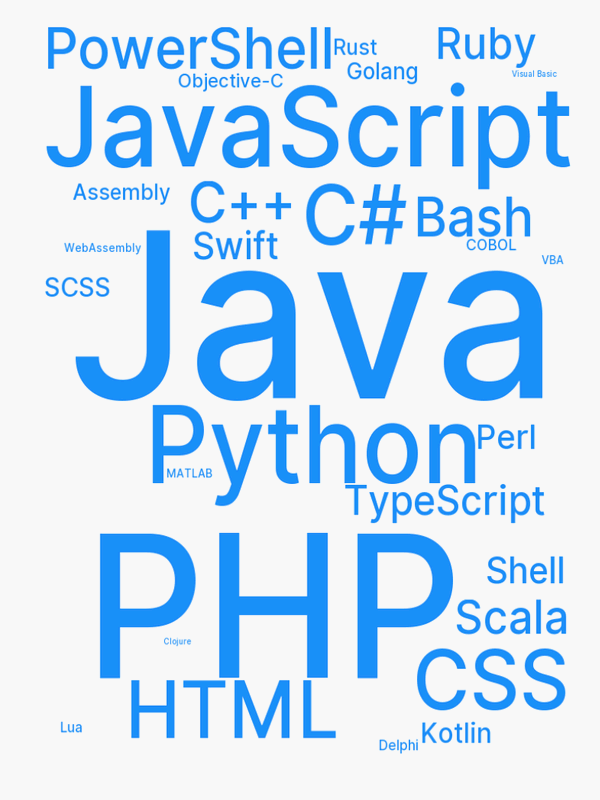 PowerShell
Rust
Ruby
Golang
Visual Basic
Objective-C
JavaScript
Assembly
C++
C#
Bash
WebAssembly
Swift
COBOL
VBA
SCSS
Java
Python
Perl
MATLAB
TypeScript
PHP
Shell
Scala
Clojure
CSS
HTML
Lua
Kotlin
Delphi